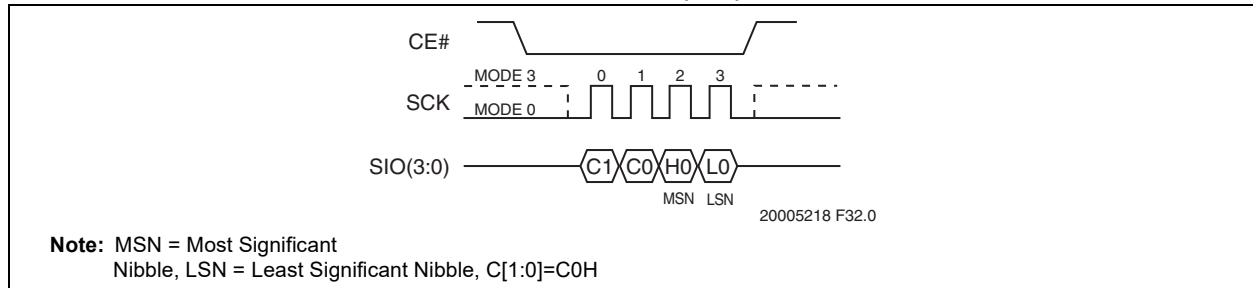 CE#
MODE 3 0 1 2 3
SCK
MODE 0
SIO(3:0) C1 C0 H0 L0
MSN LSN
20005218 F32.0
Note: MSN = Most Significant
Nibble, LSN = Least Significant Nibble, C[1:0]=C0H